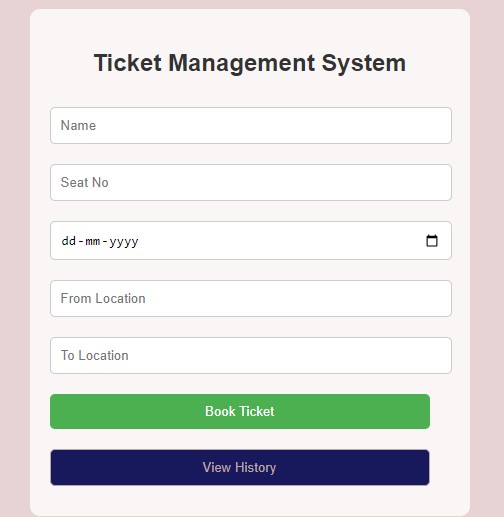 Ticket Management System
Name
Seat No
dd-mm-yyyy
From Location
To Location
Book Ticket
View History